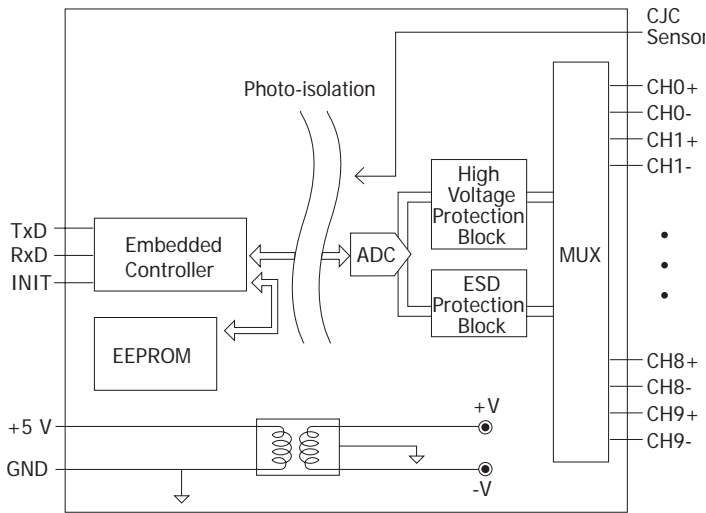 CJC
Sensor
Photo-isolation
CH0+
CH0-
CH1+
CH1-
High
Voltage
Protection
Block
TxD
RxD
INIT
Embedded
Controller
ADC
MUX
ESD
Protection
Block
EEPROM
CH8+
CH8-
CH9+
CH9-
+5 V
GND
+V
-V